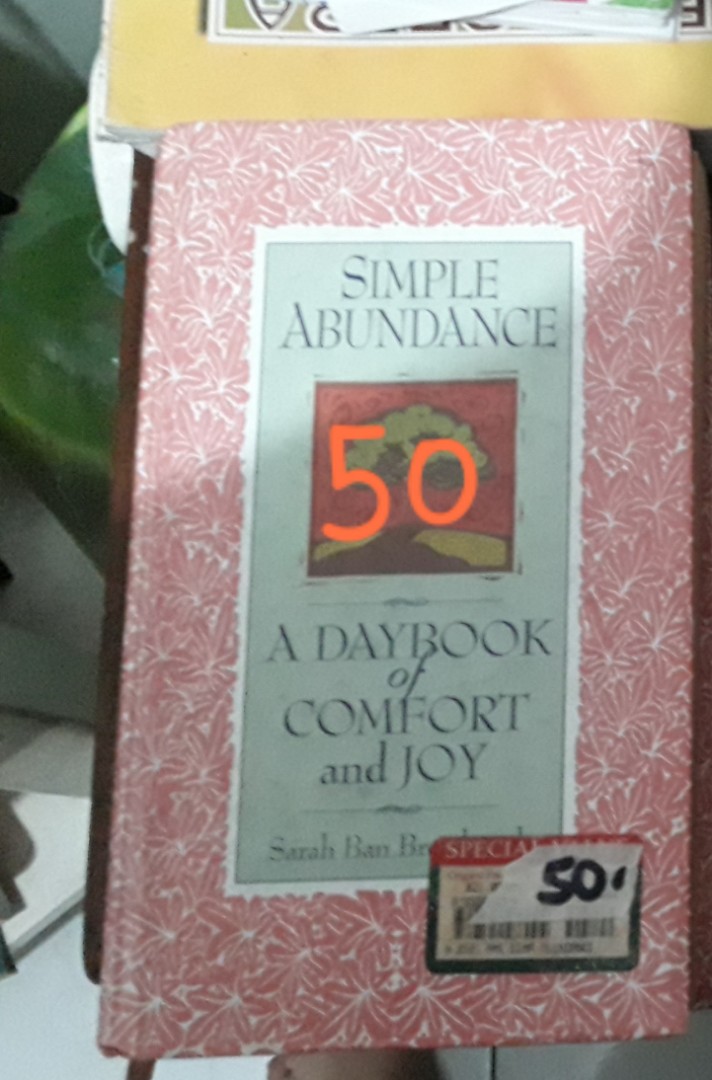 SIMPLE
ABUNDANCE
50
A DAYBOOK
of
COMFORT
and JOY
Sarah Ban
SPECIAL
50.